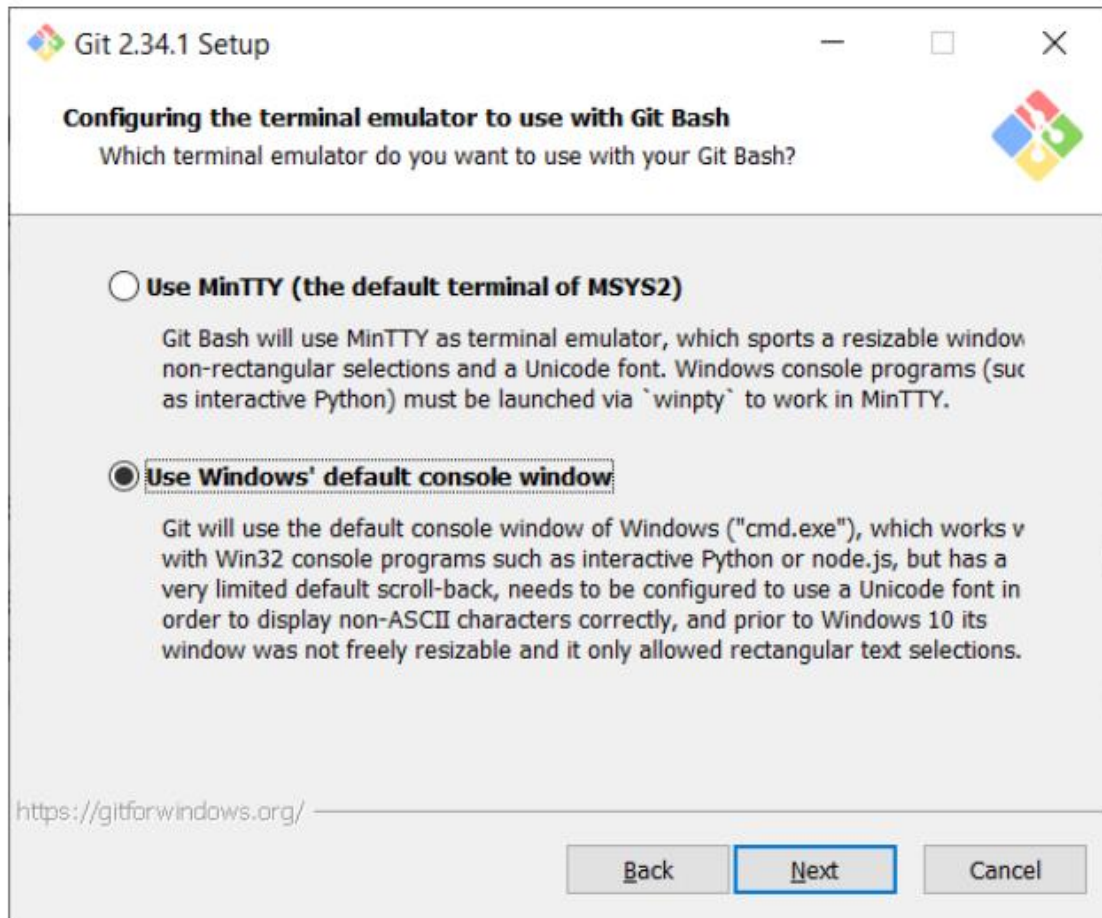 Git 2.34.1 Setup
Configuring the terminal emulator to use with Git Bash
Which terminal emulator do you want to use with your Git Bash?
Use MinTTY (the default terminal of MSYS2)
Git Bash will use MinTTY as terminal emulator, which sports a resizable window
non-rectangular selections and a Unicode font. Windows console programs (suc
as interactive Python) must be launched via `winpty` to work in MinTTY.
Use Windows' default console window
Git will use the default console window of Windows ("cmd.exe"), which works
with Win32 console programs such as interactive Python or node.js, but has a
very limited default scroll-back, needs to be configured to use a Unicode font in
order to display non-ASCII characters correctly, and prior to Windows 10 its
window was not freely resizable and it only allowed rectangular text selections.
https://gitforwindows.org/
Back Next Cancel